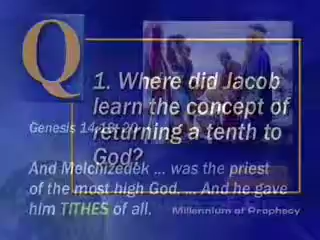 Q
1. Where did Jacob
learn the concept of
returning a tenth to
God?
Genesis 14:18-20
And Melchizedek ... was the priest
of the most high God. ... And he gave
him TITHES of all.
Millennium of Prophecy